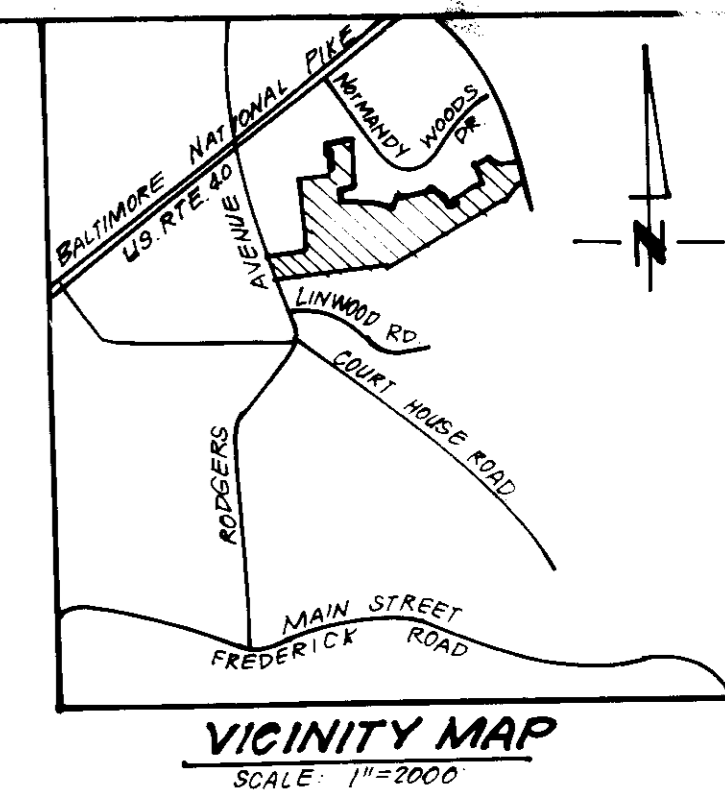 BALTIMORE NATIONAL PIKE
U.S. RTE. 40
NORMANDY WOODS
DR.
AVENUE
N
LINWOOD RD.
COURT HOUSE ROAD
RODGERS
MAIN STREET
FREDERICK ROAD
VICINITY MAP
SCALE: 1"=2000'